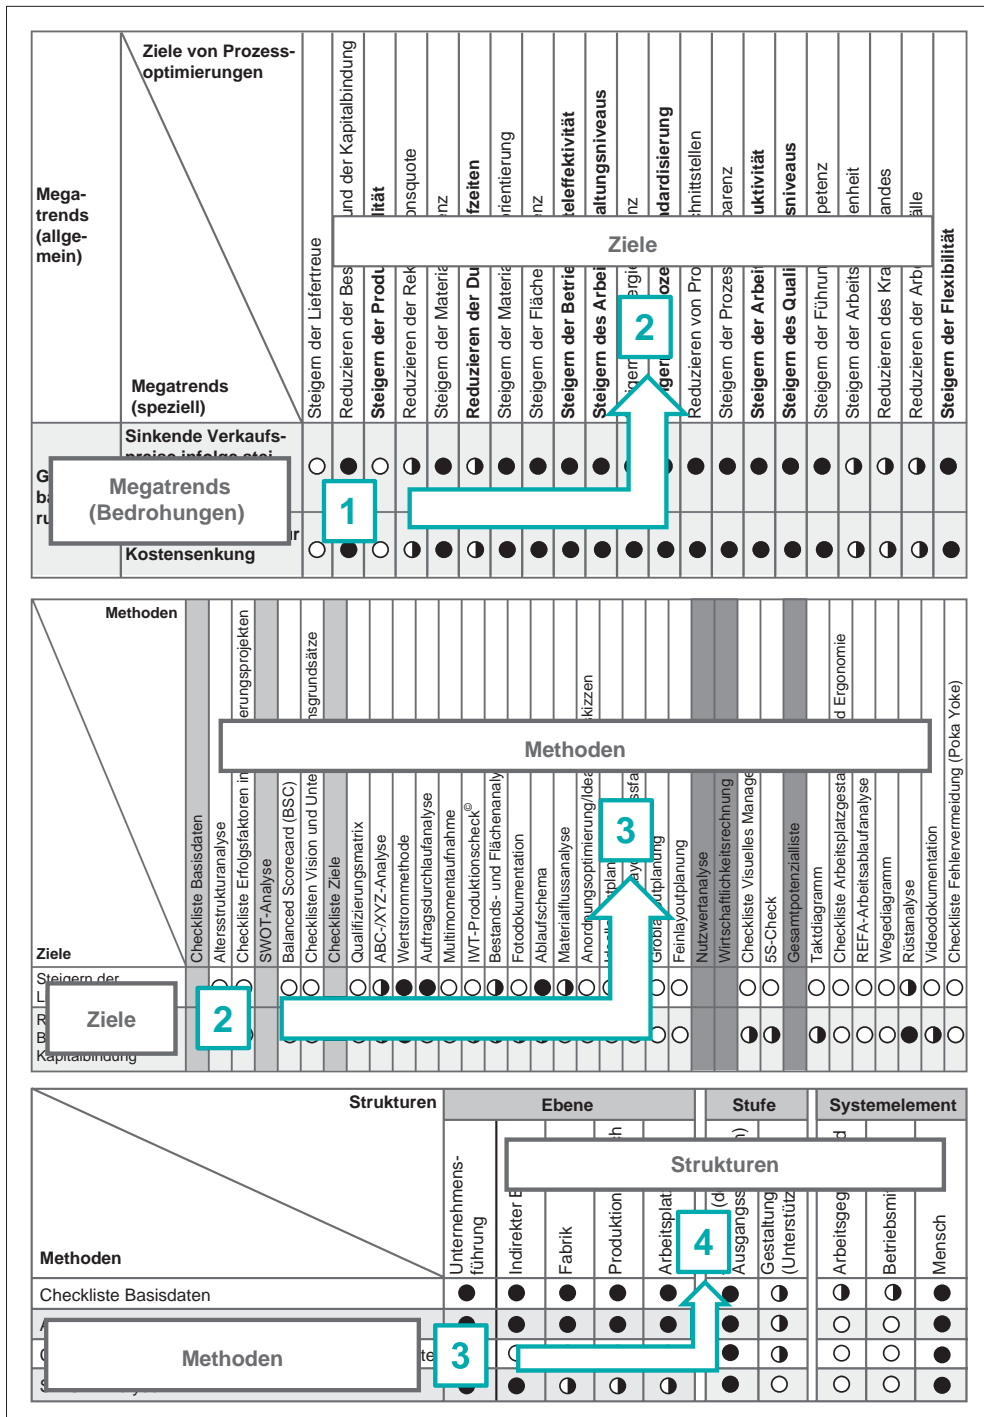 Ziele von Prozess-
optimierungen
Mega-
trends
(allge-
mein)
Megatrends
(speziell)
Steigern der Liefertreue
Reduzieren der Bes und der Kapitalbindung
Steigern der Produ lität
Reduzieren der Rek onsquote
Steigern der Materia nz
Reduzieren der Du fzeiten
Steigern der Materia orientierung
Steigern der Fläche nz
Steigern der Betrie teleffektivität
Steigern des Arbei altungsniveaus
nz
ndardisierung
Reduzieren von Pro chnittstellen
Steigern der Prozes parenz
Steigern der Arbei uktivität
Steigern des Quali sniveaus
Steigern der Führun petenz
Steigern der Arbeits enheit
Reduzieren des Kra andes
Reduzieren der Arb älle
Steigern der Flexibilität
Ziele
2
Sinkende Verkaufs-
Megatrends
(Bedrohungen)
1
Kostensenkung
Methoden
Ziele
Checkliste Basisdaten
Altersstrukturanalyse
Checkliste Erfolgsfaktoren in erungsprojekten
SWOT-Analyse
Balanced Scorecard (BSC)
Checklisten Vision und Unte nsgrundsätze
Checkliste Ziele
Qualifizierungsmatrix
ABC-/XYZ-Analyse
Wertstrommethode
Auftragsdurchlaufanalyse
Multimomentaufnahme
IWT-Produktionscheck©
Bestands- und Flächenanaly
Fotodokumentation
Ablaufschema
Materialflussanalyse
Anordnungsoptimierung/Idea skizzen
Feinlayoutplanung
Nutzwertanalyse
Wirtschaftlichkeitsrechnung
Checkliste Visuelles Manage
5S-Check
Gesamtpotenzialliste
Taktdiagramm
Checkliste Arbeitsplatzgesta d Ergonomie
REFA-Arbeitsablaufanalyse
Wegediagramm
Rüstanalyse
Videodokumentation
Checkliste Fehlervermeidung (Poka Yoke)
Methoden
3
Steigern der
Ziele
2
Kapitalbindung
Strukturen
Ebene
Stufe
Systemelement
Methoden
Unternehmens-
führung
Indirekter B
Fabrik
Produktion ch
Arbeitsplat
Ausgangss
Gestaltung
(Unterstütz
Arbeitsgeg d
Betriebsmi
Mensch
Strukturen
4
Checkliste Basisdaten
Methoden
te
3